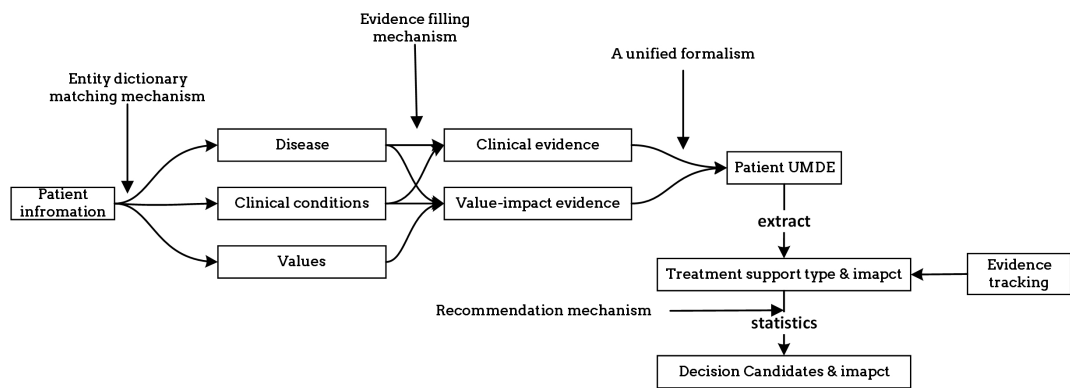 Evidence filling
mechanism
A unified formalism
Entity dictionary
matching mechanism
Disease
Clinical evidence
Patient UMDE
Patient
infromation
Clinical conditions
Value-impact evidence
extract
Values
Treatment support type & imapct
Evidence
tracking
Recommendation mechanism
statistics
Decision Candidates & imapct